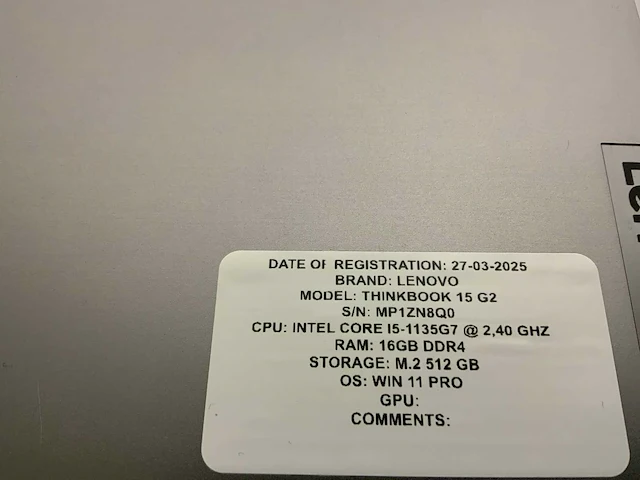 DATE OF REGISTRATION: 27-03-2025
BRAND: LENOVO
MODEL: THINKBOOK 15 G2
S/N: MP1ZN8Q0
CPU: INTEL CORE I5-1135G7 @ 2,40 GHZ
RAM: 16GB DDR4
STORAGE: M.2 512 GB
OS: WIN 11 PRO
GPU:
COMMENTS: